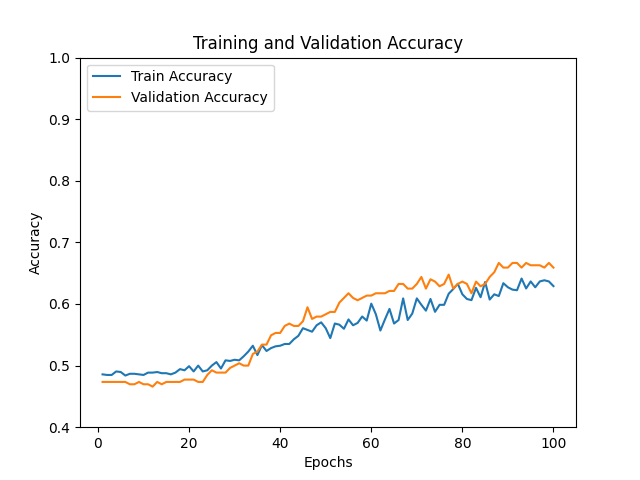 Training and Validation Accuracy
Train Accuracy
Validation Accuracy
1.0
0.9
0.8
0.7
0.6
0.5
0.4
Accuracy
0 20 40 60 80 100
Epochs